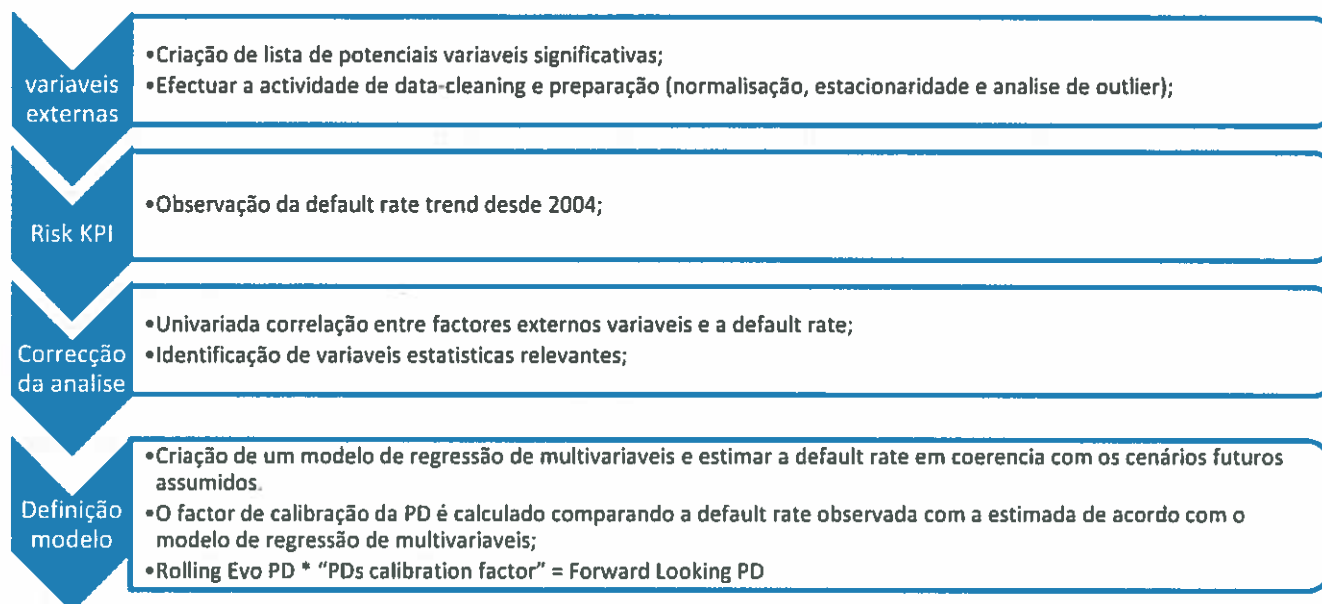 variaveis
externas
•Criação de lista de potenciais variaveis significativas;
•Efectuar a actividade de data-cleaning e preparação (normalisação, estacionaridade e analise de outlier);
Risk KPI
•Observação da default rate trend desde 2004;
Correcção
da analise
•Univariada correlação entre factores externos variaveis e a default rate;
•Identificação de variaveis estatisticas relevantes;
Definição
modelo
•Criação de um modelo de regressão de multivariaveis e estimar a default rate em coerencia com os cenários futuros
assumidos.
•O factor de calibração da PD é calculado comparando a default rate observada com a estimada de acordo com o
modelo de regressão de multivariaveis;
•Rolling Evo PD * “PDs calibration factor” = Forward Looking PD